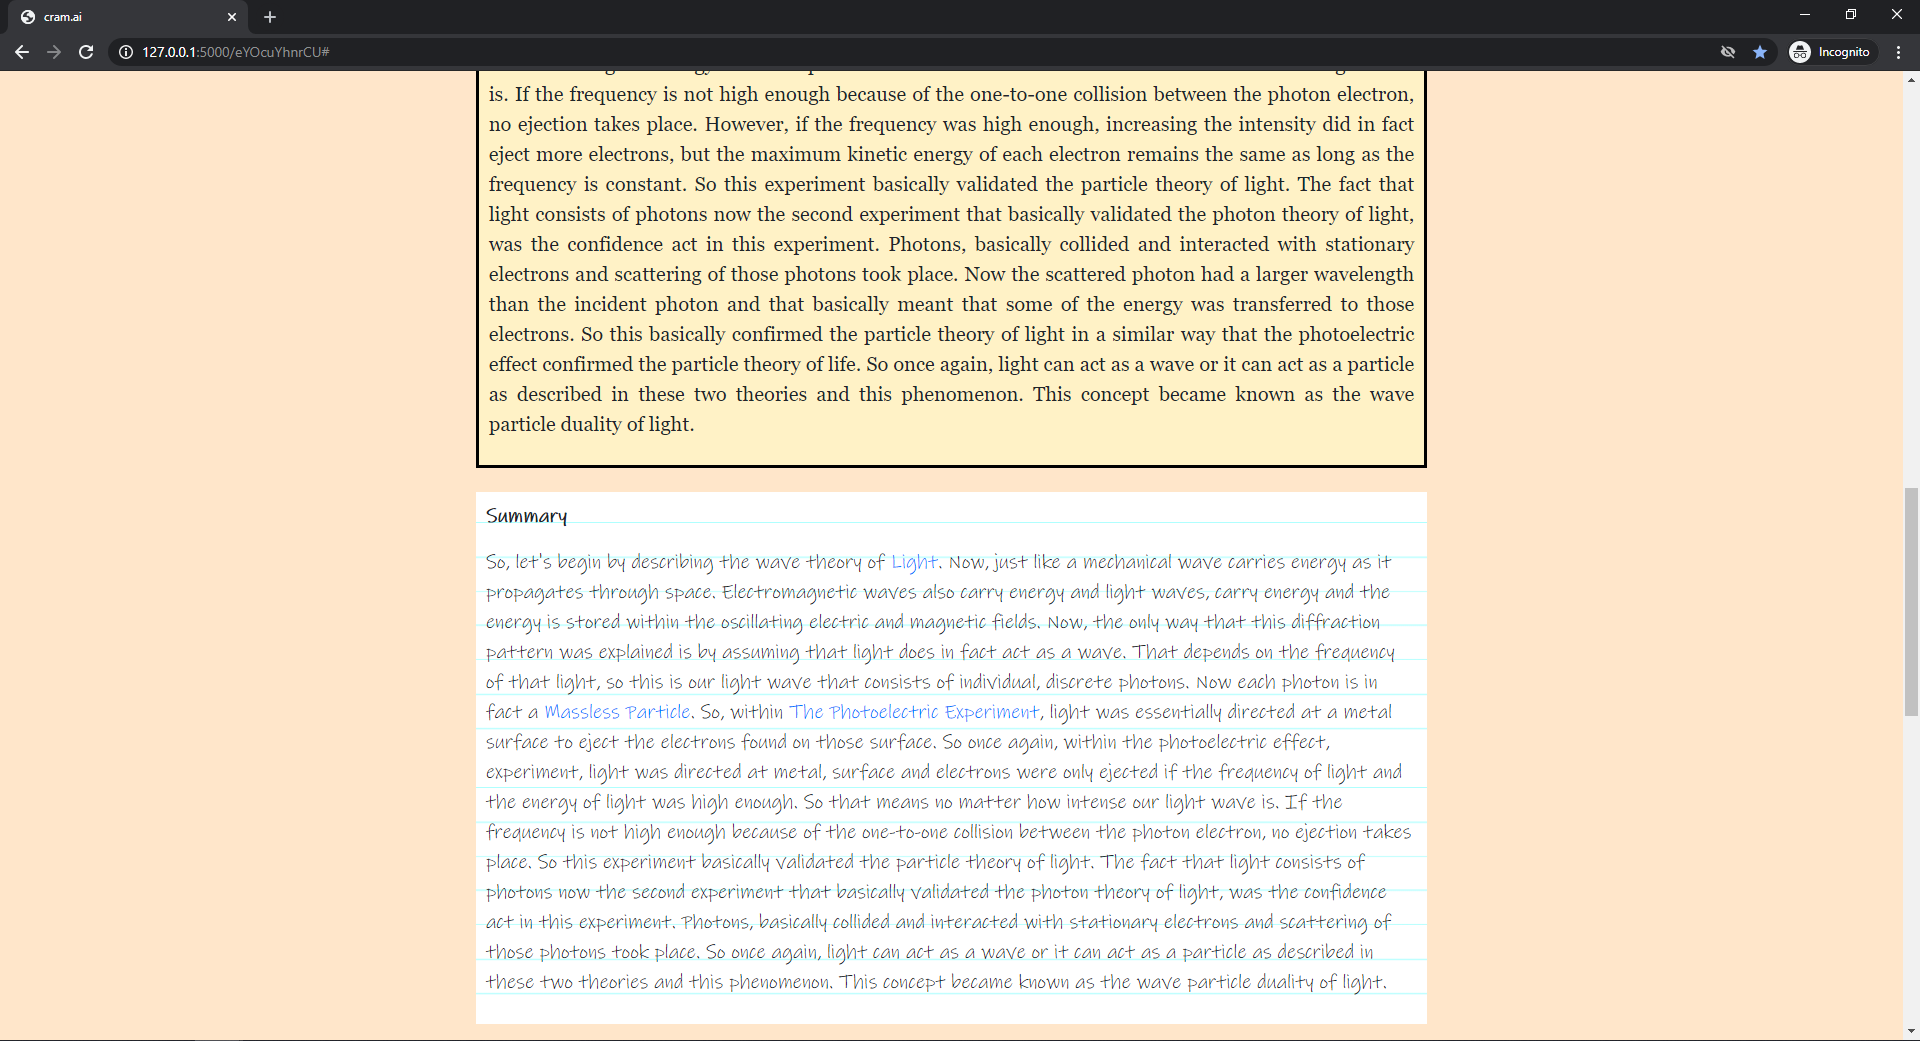 cram.ai
127.0.0.1:5000/eYOcuYhnrCU#
Incognito
is. If the frequency is not high enough because of the one-to-one collision between the photon electron,
no ejection takes place. However, if the frequency was high enough, increasing the intensity did in fact
eject more electrons, but the maximum kinetic energy of each electron remains the same as long as the
frequency is constant. So this experiment basically validated the particle theory of light. The fact that
light consists of photons now the second experiment that basically validated the photon theory of light,
was the confidence act in this experiment. Photons, basically collided and interacted with stationary
electrons and scattering of those photons took place. Now the scattered photon had a larger wavelength
than the incident photon and that basically meant that some of the energy was transferred to those
electrons. So this basically confirmed the particle theory of light in a similar way that the photoelectric
effect confirmed the particle theory of life. So once again, light can act as a wave or it can act as a particle
as described in these two theories and this phenomenon. This concept became known as the wave
particle duality of light.
Summary
So, let's begin by describing the wave theory of Light. Now, just like a mechanical wave carries energy as it
propagates through space. Electromagnetic waves also carry energy and light waves, carry energy and the
energy is stored within the oscillating electric and magnetic fields. Now, the only way that this diffraction
pattern was explained is by assuming that light does in fact act as a wave. That depends on the frequency
of that light, so this is our light wave that consists of individual, discrete photons. Now each photon is in
fact a Massless Particle. So, within The Photoelectric Experiment, light was essentially directed at a metal
surface to eject the electrons found on those surface. So once again, within the photoelectric effect,
experiment, light was directed at metal, surface and electrons were only ejected if the frequency of light and
the energy of light was high enough. So that means no matter how intense our light wave is. If the
frequency is not high enough because of the one-to-one collision between the photon electron, no ejection takes
place. So this experiment basically validated the particle theory of light. The fact that light consists of
photons now the second experiment that basically validated the photon theory of light, was the confidence
act in this experiment. Photons, basically collided and interacted with stationary electrons and scattering of
those photons took place. So once again, light can act as a wave or it can act as a particle as described in
these two theories and this phenomenon. This concept became known as the wave particle duality of light.